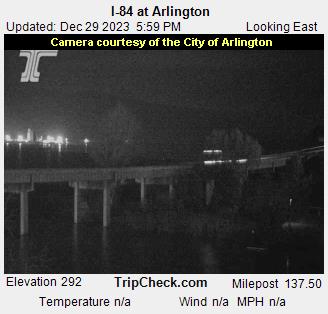 I-84 at Arlington
Updated: Dec 29 2023 5:59 PM Looking East
Camera courtesy of the City of Arlington
Elevation 292 TripCheck.com Milepost 137.50
Temperature n/a Wind n/a MPH n/a